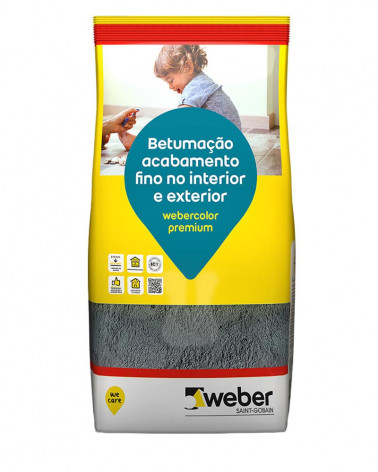 Betumação
acabamento
fino no interior
e exterior
webercolor
premium
we
care
weber
SAINT-GOBAIN